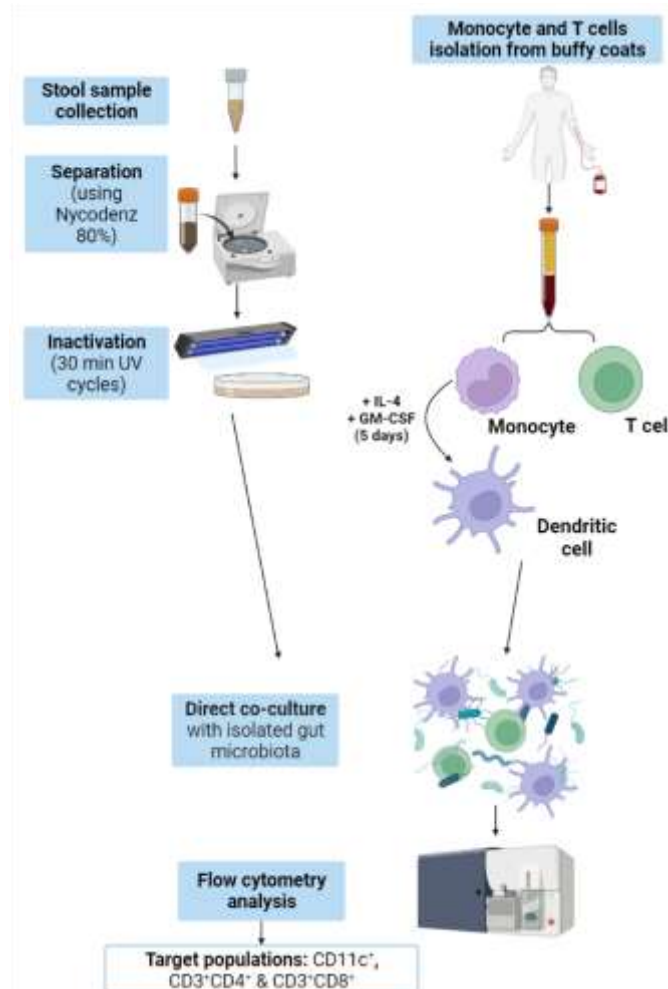 Monocyte and T cells
isolation from buffy coats
Stool sample
collection
Separation
(using
Nycodenz
80%)
Inactivation
(30 min UV
cycles)
+ IL-4
+ GM-CSF
(5 days)
Monocyte
T cel
Dendritic
cell
Direct co-culture
with isolated gut
microbiota
Flow cytometry
analysis
Target populations: CD11c⁺,
CD3⁺CD4⁺ & CD3⁺CD8⁺